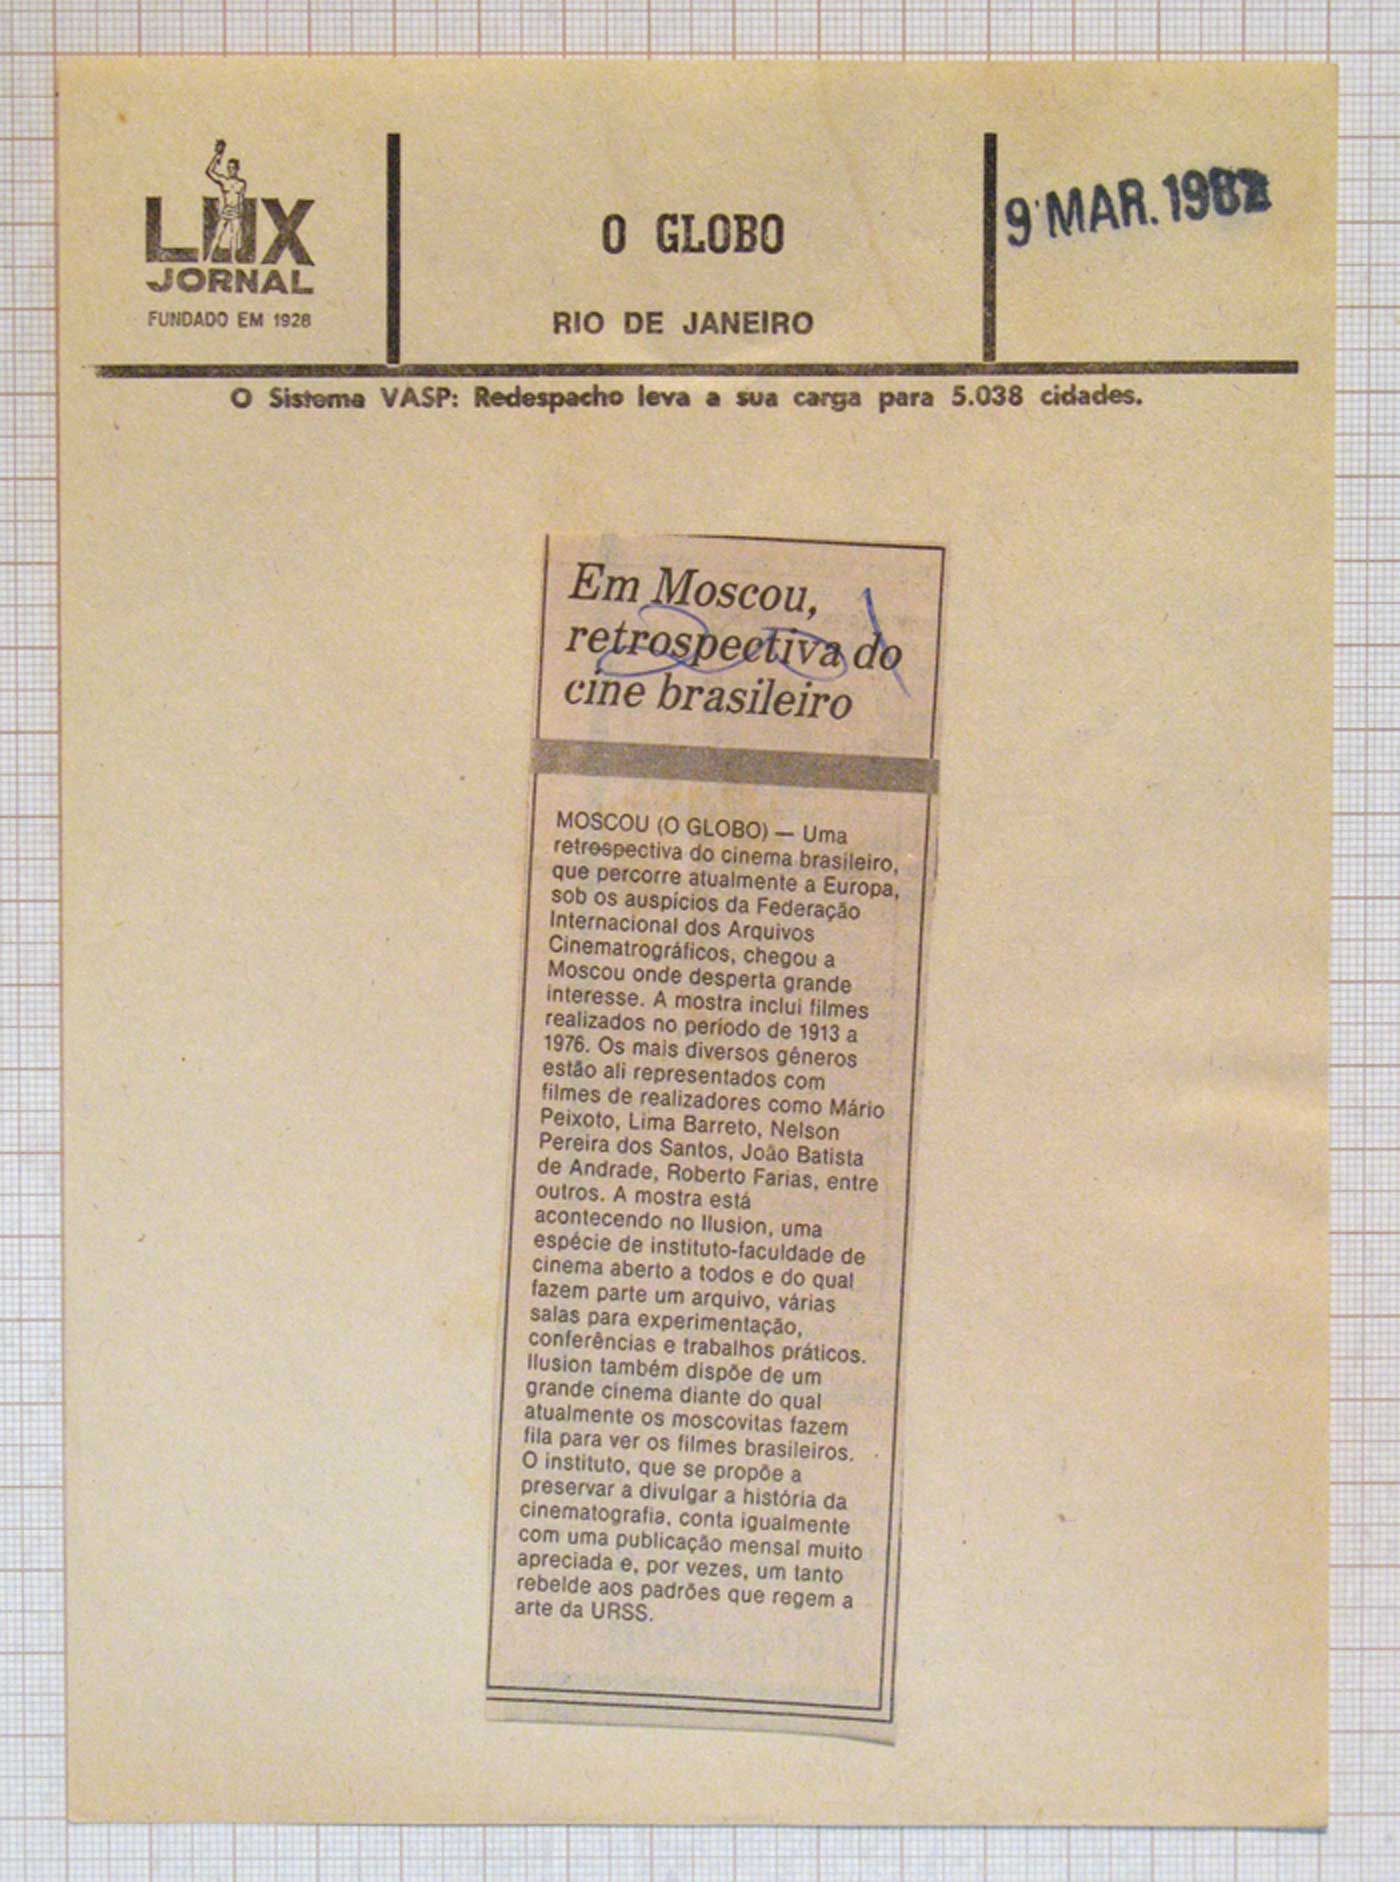 LUX
JORNAL
FUNDADO EM 1928
O GLOBO
RIO DE JANEIRO
9 MAR. 1982
O Sistema VASP: Redespacho leva a sua carga para 5.038 cidades.
Em Moscou,
retrospectiva do
cine brasileiro
MOSCOU (O GLOBO) — Uma
retrospectiva do cinema brasileiro,
que percorre atualmente a Europa,
sob os auspícios da Federação
Internacional dos Arquivos
Cinematrográficos, chegou a
Moscou onde desperta grande
interesse. A mostra inclui filmes
realizados no período de 1913 a
1976. Os mais diversos gêneros
estão ali representados com
filmes de realizadores como Mário
Peixoto, Lima Barreto, Nelson
Pereira dos Santos, João Batista
de Andrade, Roberto Farias, entre
outros. A mostra está
acontecendo no Ilusion, uma
espécie de instituto-faculdade de
cinema aberto a todos e do qual
fazem parte um arquivo, várias
salas para experimentação,
conferências e trabalhos práticos.
Ilusion também dispõe de um
grande cinema diante do qual
atualmente os moscovitas fazem
fila para ver os filmes brasileiros.
O instituto, que se propõe a
preservar a divulgar a história da
cinematografia, conta igualmente
com uma publicação mensal muito
apreciada e, por vezes, um tanto
rebelde aos padrões que regem a
arte da URSS.